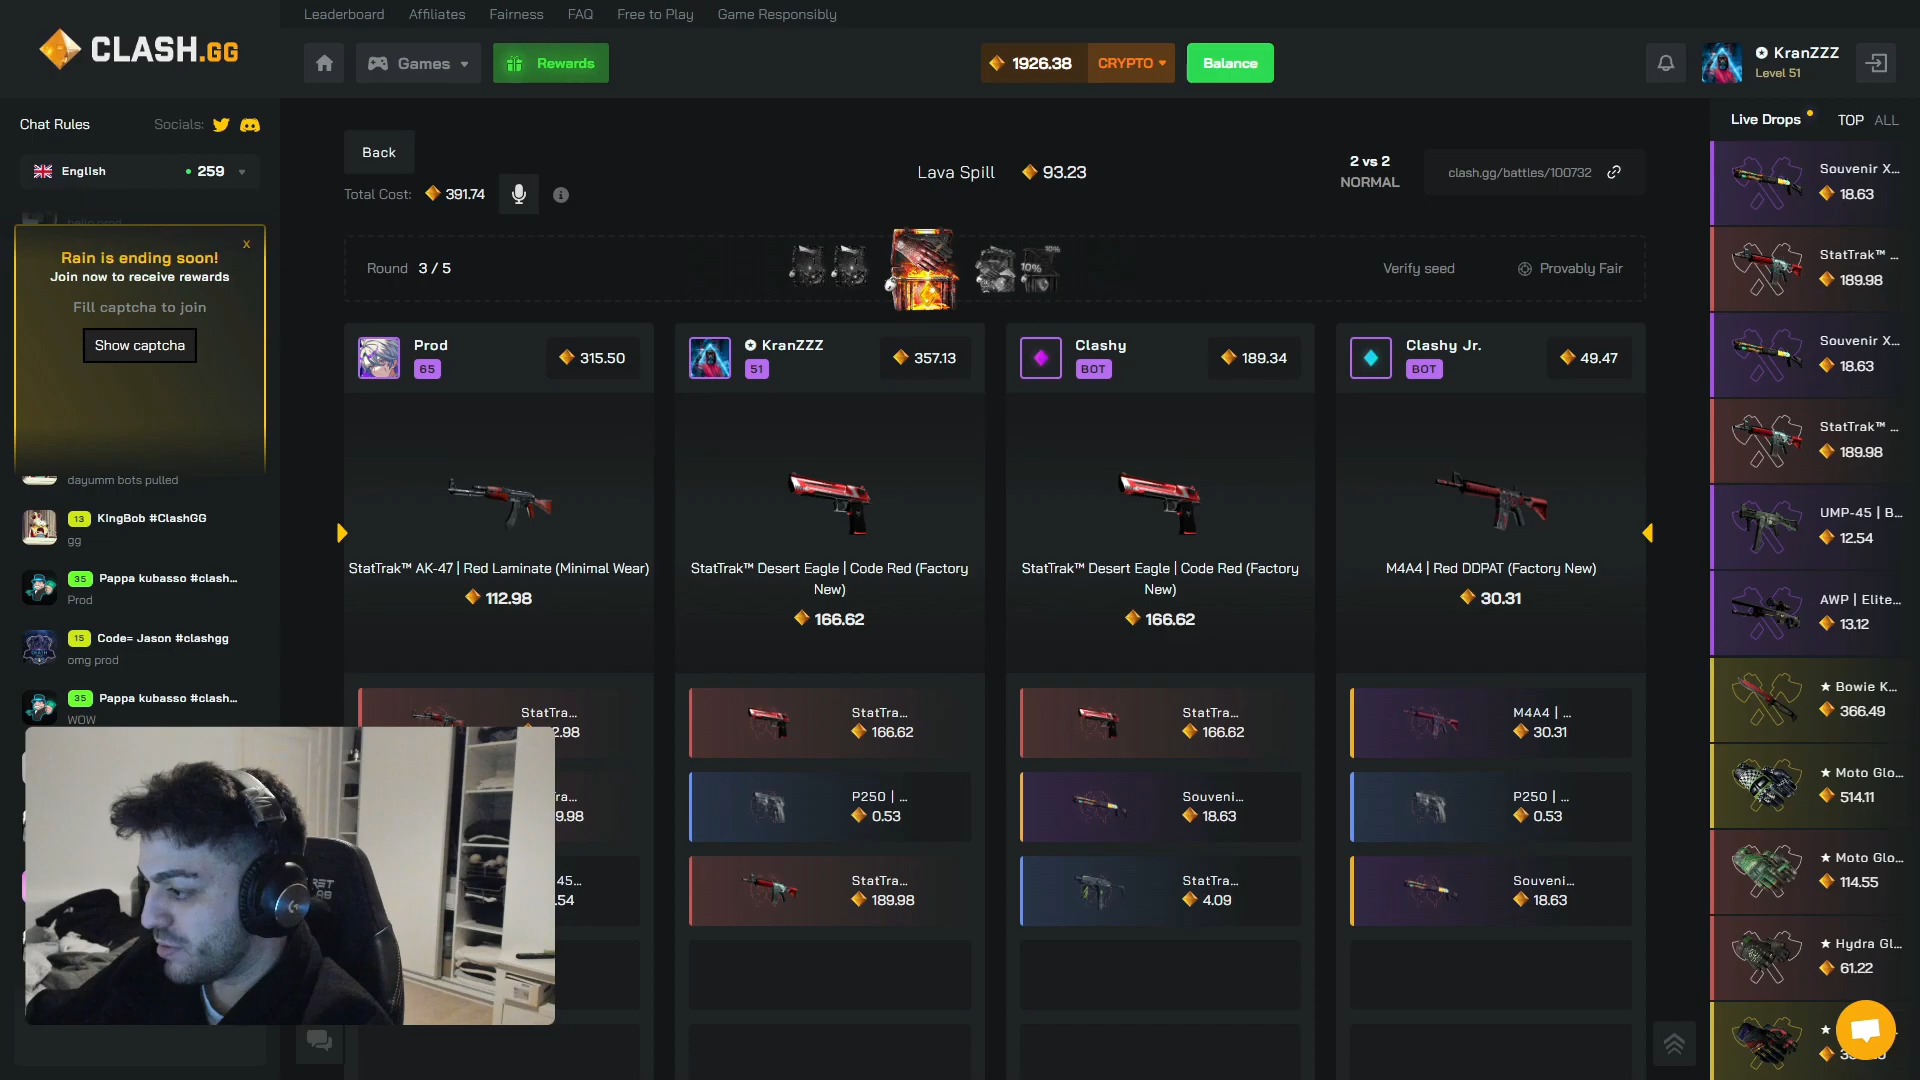 Leaderboard Affiliates Fairness FAQ Free to Play Game Responsibly
CLASH.GG
Games
Rewards
1926.38 CRYPTO
Balance
KranZZZ
Level 51
Chat Rules
Socials:
English
259
Rain is ending soon!
Join now to receive rewards
Fill captcha to join
Show captcha
x
dayumm bots pulled
13 KingBob #ClashGG
gg
35 Pappa kubasso #clash...
Prod
15 Code= Jason #clashgg
omg prod
35 Pappa kubasso #clash...
WOW
Back
Total Cost: 391.74
Lava Spill 93.23
2 vs 2
NORMAL
clash.gg/battles/100732
Round 3 / 5
10%
10%
Verify seed
Provably Fair
Prod
65
315.50
StatTrak™ AK-47 | Red Laminate (Minimal Wear)
112.98
StatTra...
2.98
ra...
9.98
45...
.54
KranZZZ
51
357.13
StatTrak™ Desert Eagle | Code Red (Factory
New)
166.62
StatTra...
166.62
P250 | ...
0.53
StatTra...
189.98
Clashy
BOT
189.34
StatTrak™ Desert Eagle | Code Red (Factory
New)
166.62
StatTra...
166.62
Souveni...
18.63
StatTra...
4.09
Clashy Jr.
BOT
49.47
M4A4 | Red DDPAT (Factory New)
30.31
M4A4 | ...
30.31
P250 | ...
0.53
Souveni...
18.63
Live Drops
TOP ALL
Souvenir X...
18.63
StatTrak™ ...
189.98
Souvenir X...
18.63
StatTrak™ ...
189.98
UMP-45 | B...
12.54
AWP | Elite...
13.12
★ Bowie K...
366.49
★ Moto Glo...
514.11
★ Moto Glo...
114.55
★ Hydra Gl...
61.22
★